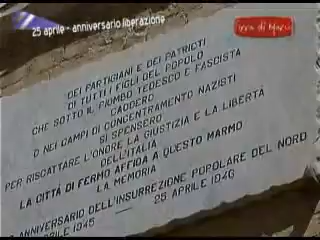 25 aprile - anniversario liberazione
DEI PARTIGIANI E DEI PATRIOTI
DI TUTTI I FIGLI DEL POPOLO
CHE SOTTO IL PIOMBO TEDESCO E FASCISTA
CADDERO
O NEI CAMPI DI CONCENTRAMENTO NAZISTI
SI SPENSERO
PER RISCATTARE L'ONORE LA GIUSTIZIA E LA LIBERTÀ
DELL'ITALIA
LA CITTÀ DI FERMO AFFIDA A QUESTO MARMO
LA MEMORIA
ANNIVERSARIO DELL'INSURREZIONE POPOLARE DEL NORD
APRILE 1945 — 25 APRILE 1946